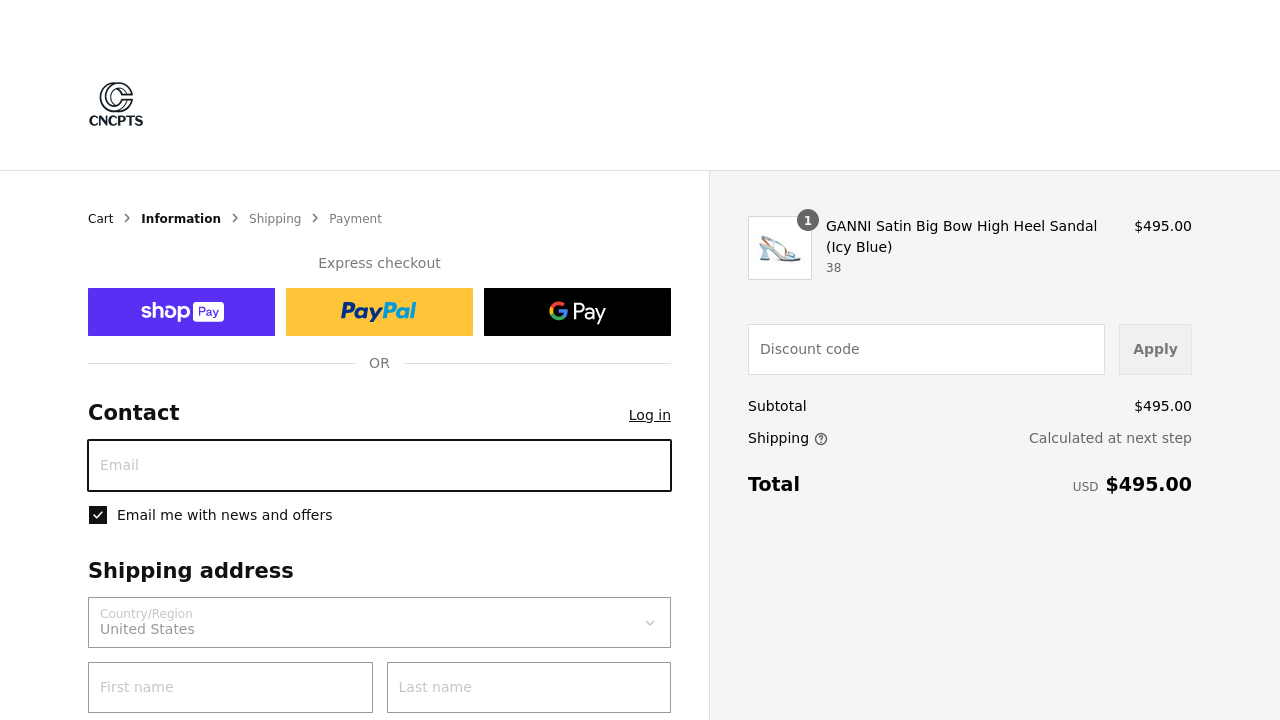 CNCPTS
Cart
Information
Shipping
Payment
Express checkout
shop Pay
PayPal
G Pay
OR
Contact
Log in
Email
Email me with news and offers
Shipping address
Country/Region
United States
First name
Last name
1
GANNI Satin Big Bow High Heel Sandal
(Icy Blue)
38
$495.00
Discount code
Apply
Subtotal
$495.00
Shipping
Calculated at next step
Total
USD $495.00